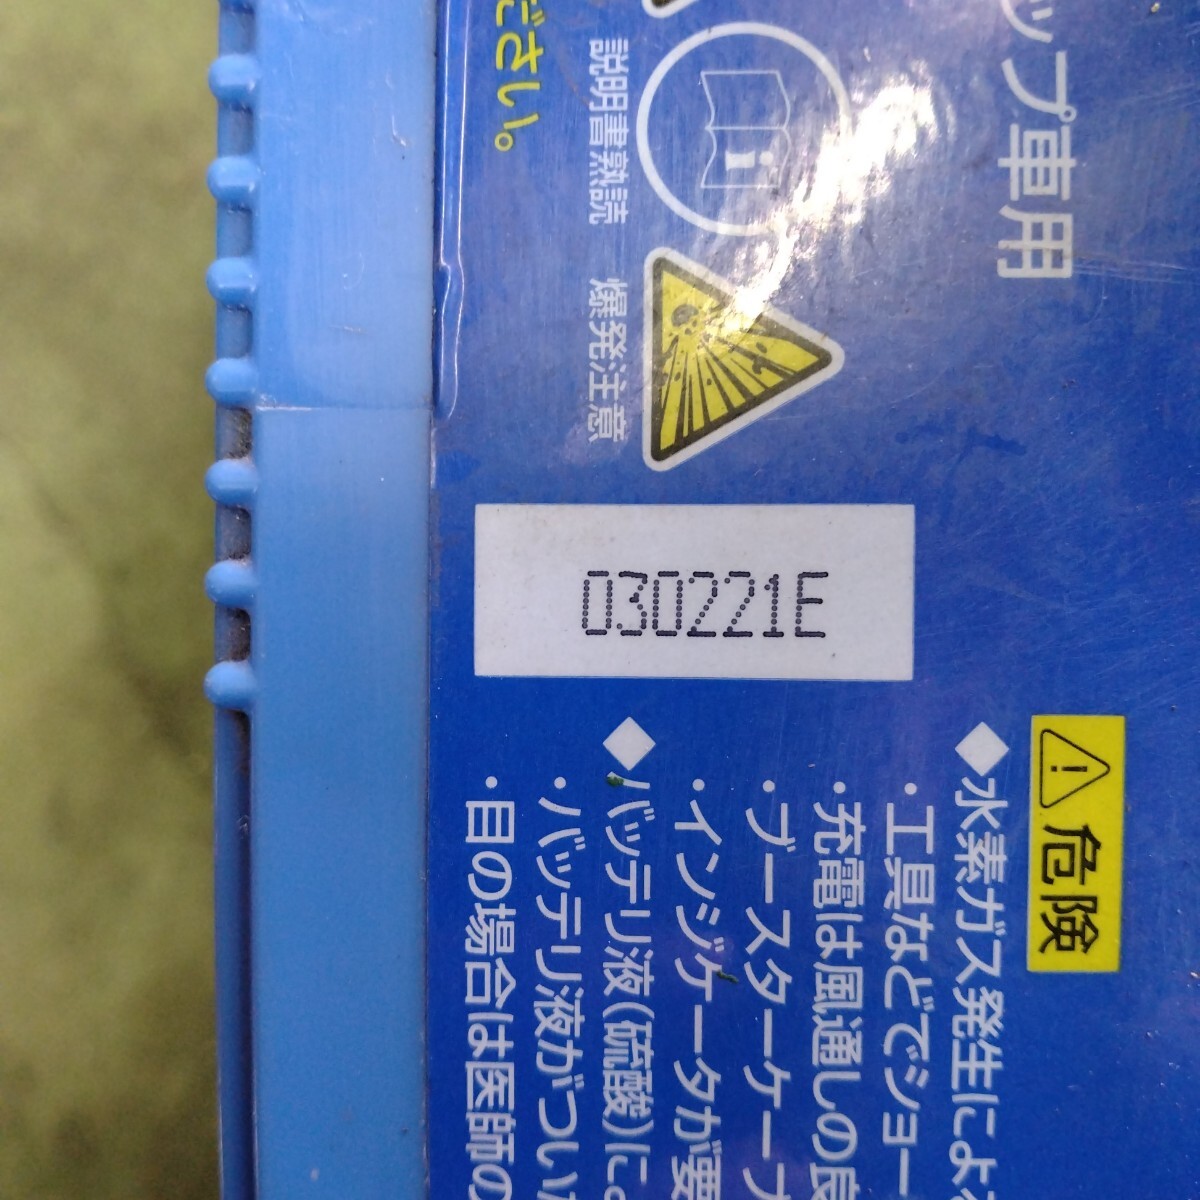 ップ車用
ださい。
説明書熟読
爆発注意
030221E
危険
◆水素ガス発生によ
・工具などでショー
・充電は風通しの良
・ブースターケーブ
・インジケータが要
◆バッテリ液(硫酸)に
・バッテリ液がつい
・目の場合は医師の